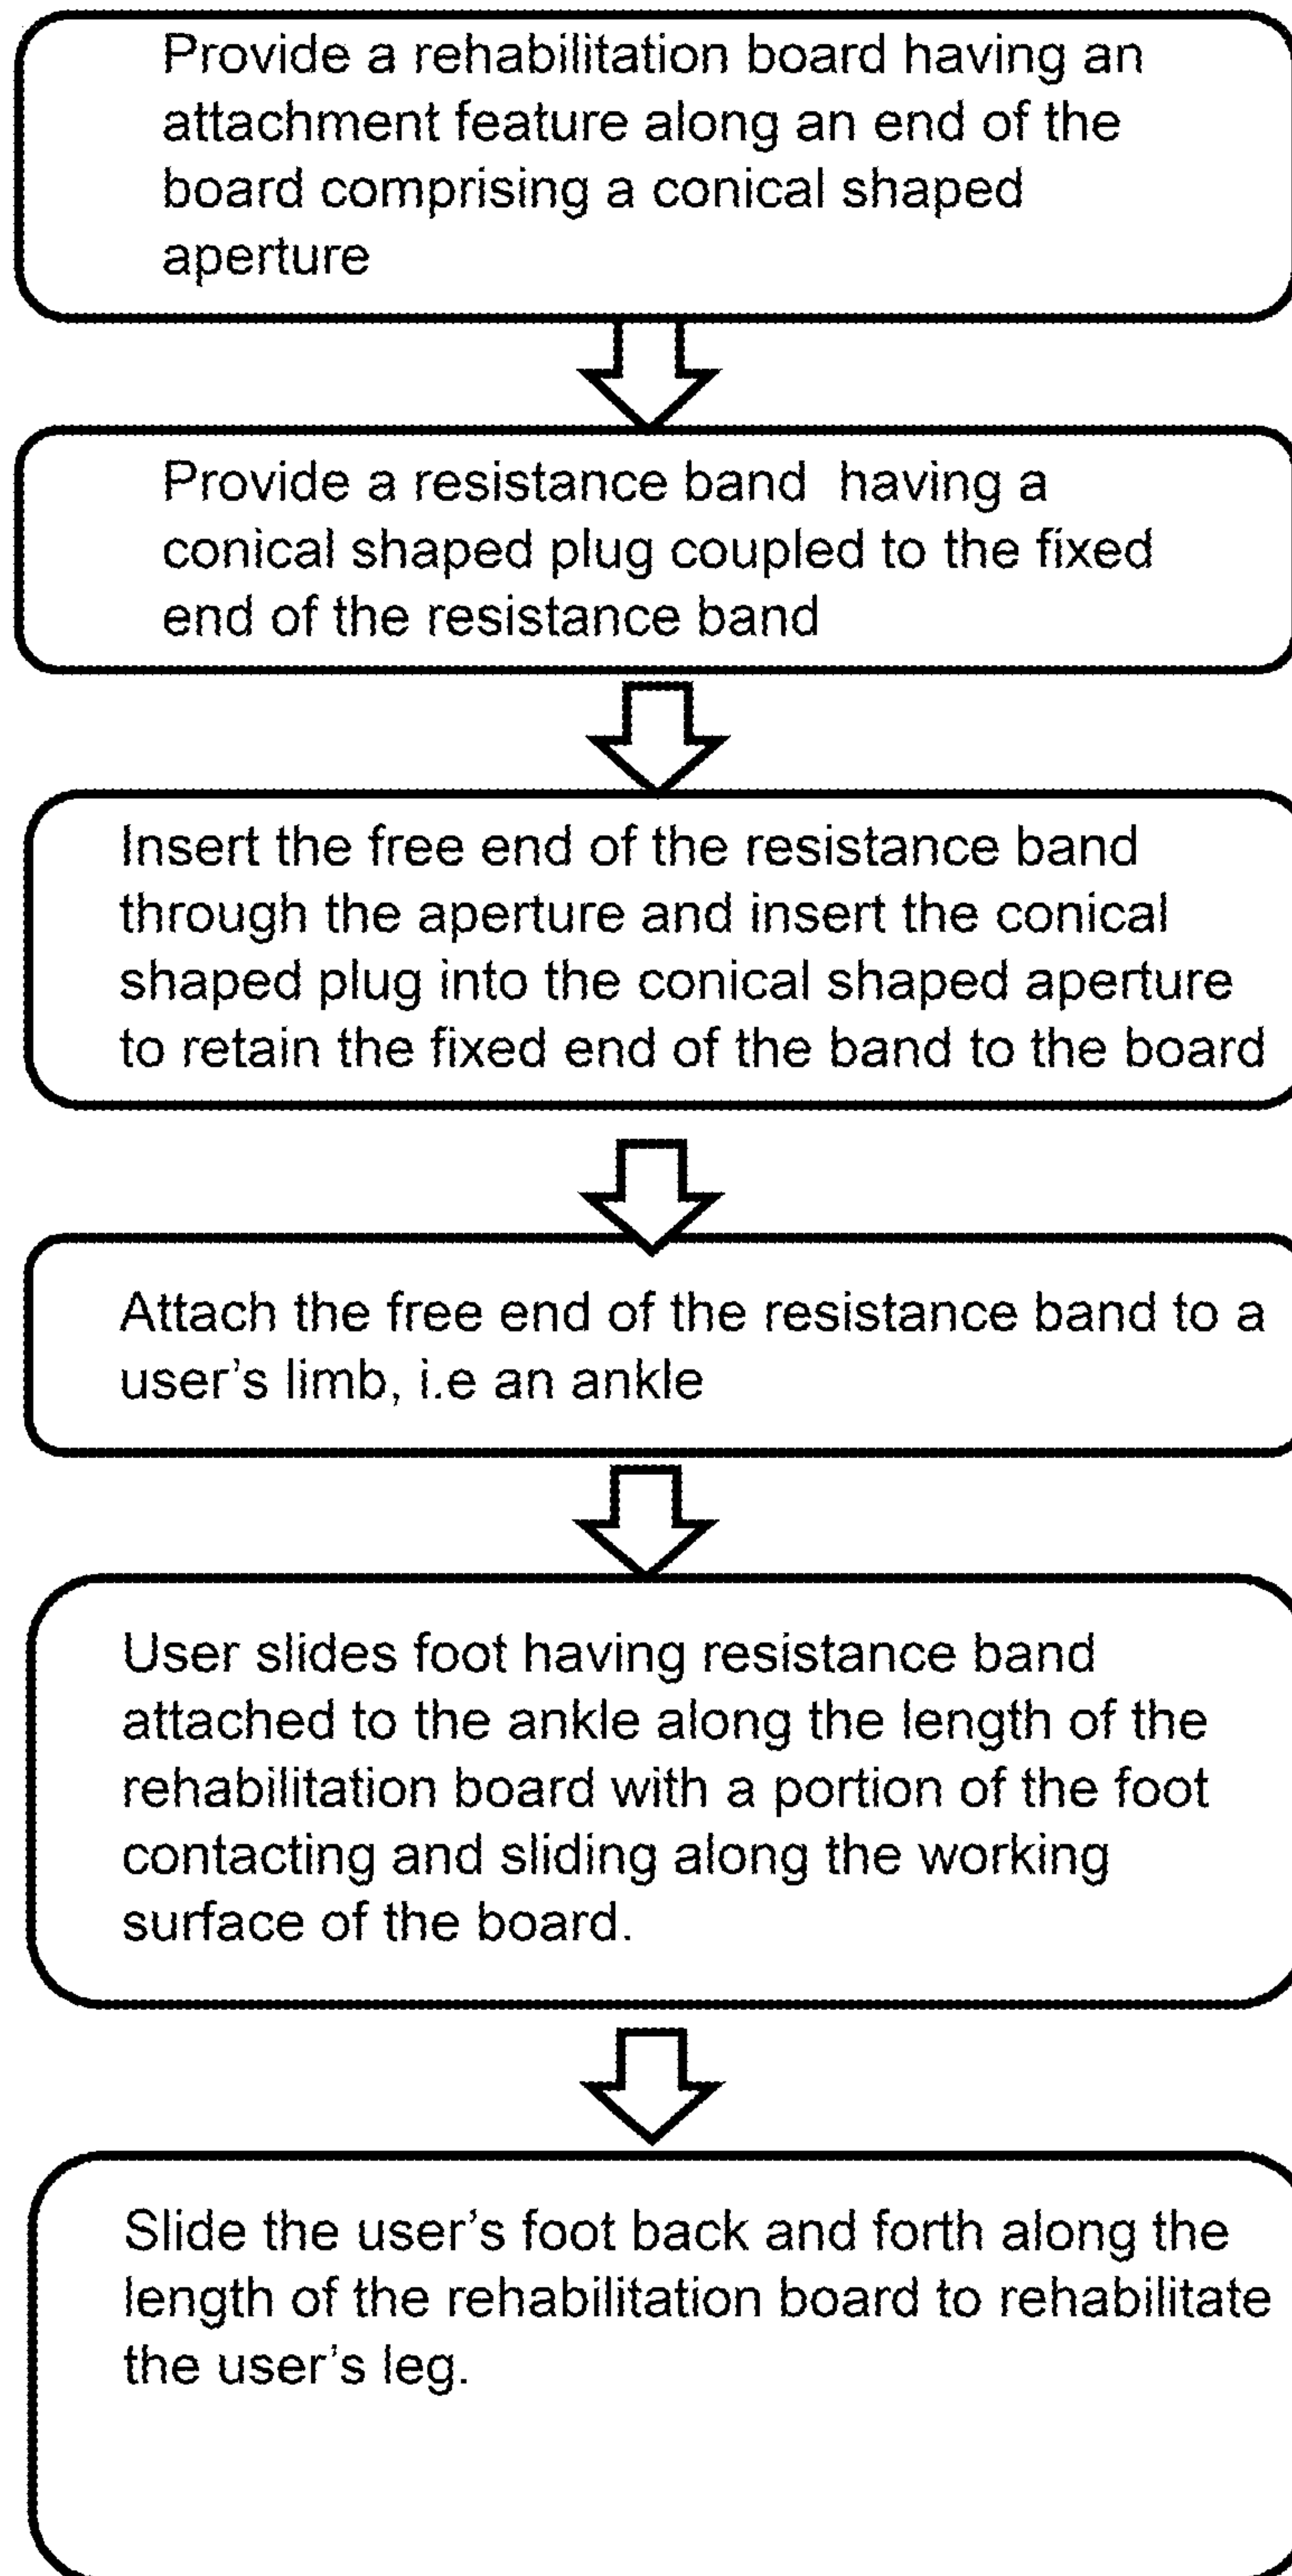 Provide a rehabilitation board having an
attachment feature along an end of the
board comprising a conical shaped
aperture
Provide a resistance band  having a
conical shaped plug coupled to the fixed
end of the resistance band
Insert the free end of the resistance band
through the aperture and insert the conical
shaped plug into the conical shaped aperture
to retain the fixed end of the band to the board
Attach the free end of the resistance band to a
user’s limb, i.e an ankle
User slides foot having resistance band
attached to the ankle along the length of the
rehabilitation board with a portion of the foot
contacting and sliding along the working
surface of the board.
Slide the user’s foot back and forth along the
length of the rehabilitation board to rehabilitate
the user’s leg.